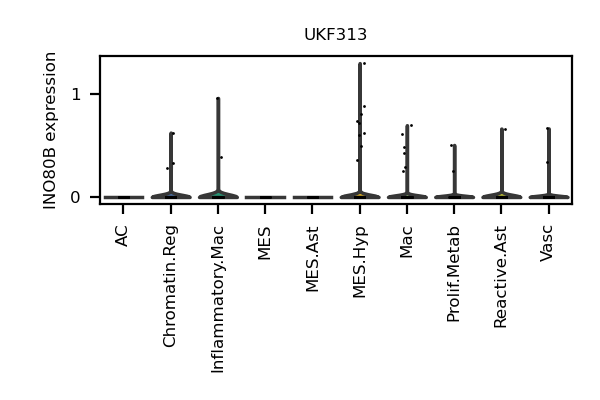 UKF313
INO80B expression
1
0
AC
Chromatin.Reg
Inflammatory.Mac
MES
MES.Ast
MES.Hyp
Mac
Prolif.Metab
Reactive.Ast
Vasc